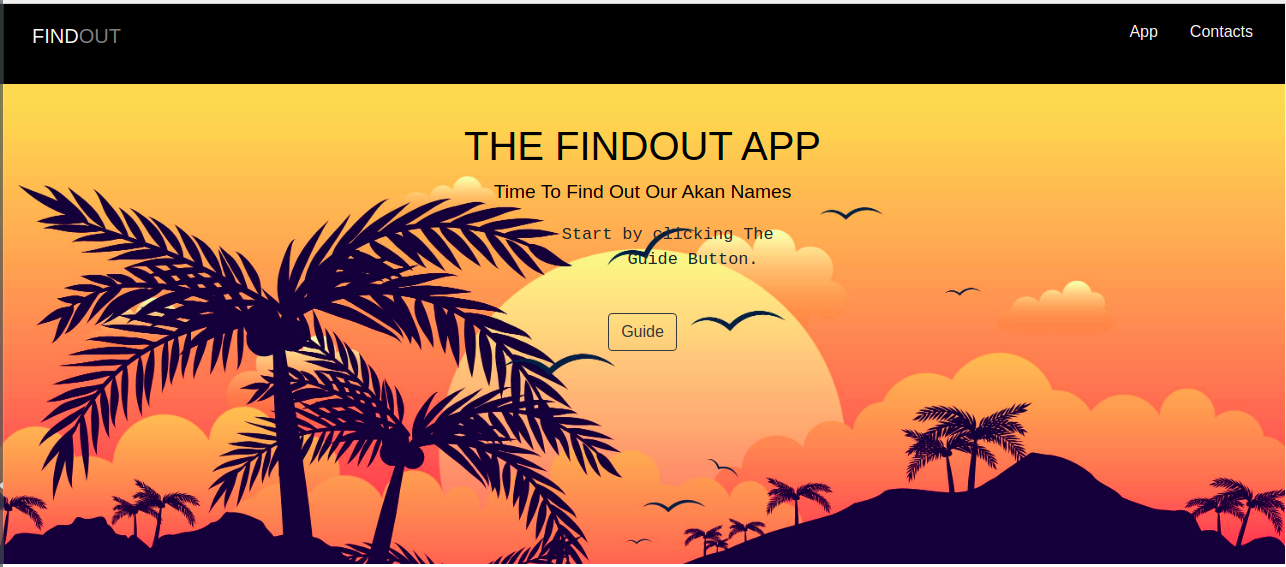 FINDOUT
App Contacts
THE FINDOUT APP
Time To Find Out Our Akan Names
Start by clicking The
Guide Button.
Guide